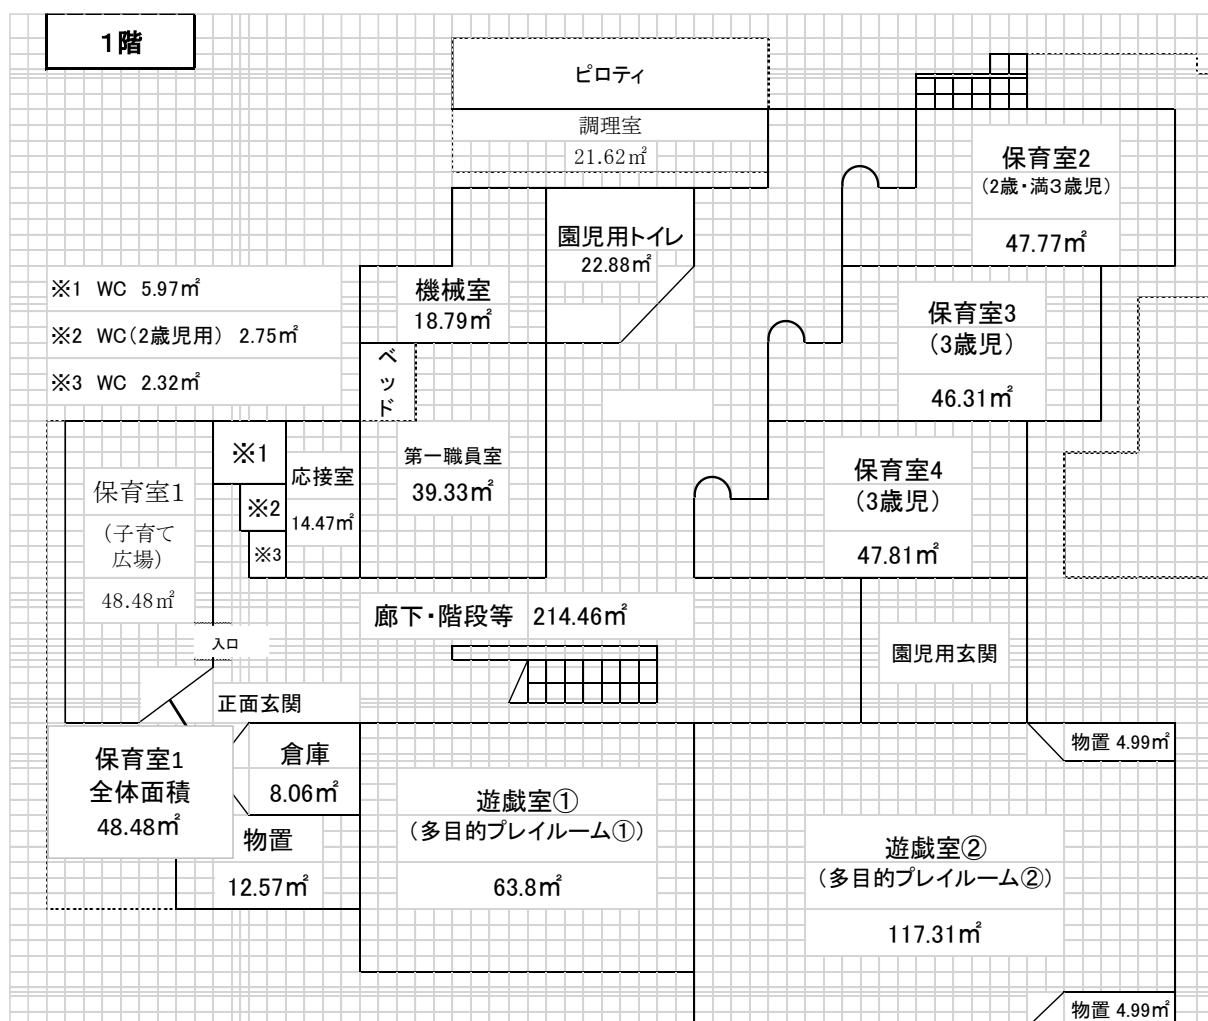 1階
ピロティ
調理室
21.62㎡
保育室2
(2歳・満3歳児)
47.77㎡
園児用トイレ
22.88㎡
※1 WC 5.97㎡
※2 WC(2歳児用) 2.75㎡
※3 WC 2.32㎡
機械室
18.79㎡
保育室3
(3歳児)
46.31㎡
ベッド
※1
※2
※3
応接室
14.47㎡
第一職員室
39.33㎡
保育室4
(3歳児)
47.81㎡
保育室1
(子育て
広場)
48.48㎡
廊下・階段等 214.46㎡
入口
園児用玄関
正面玄関
保育室1
全体面積
48.48㎡
倉庫
8.06㎡
物置
12.57㎡
遊戯室①
(多目的プレイルーム①)
63.8㎡
物置 4.99㎡
遊戯室②
(多目的プレイルーム②)
117.31㎡
物置 4.99㎡